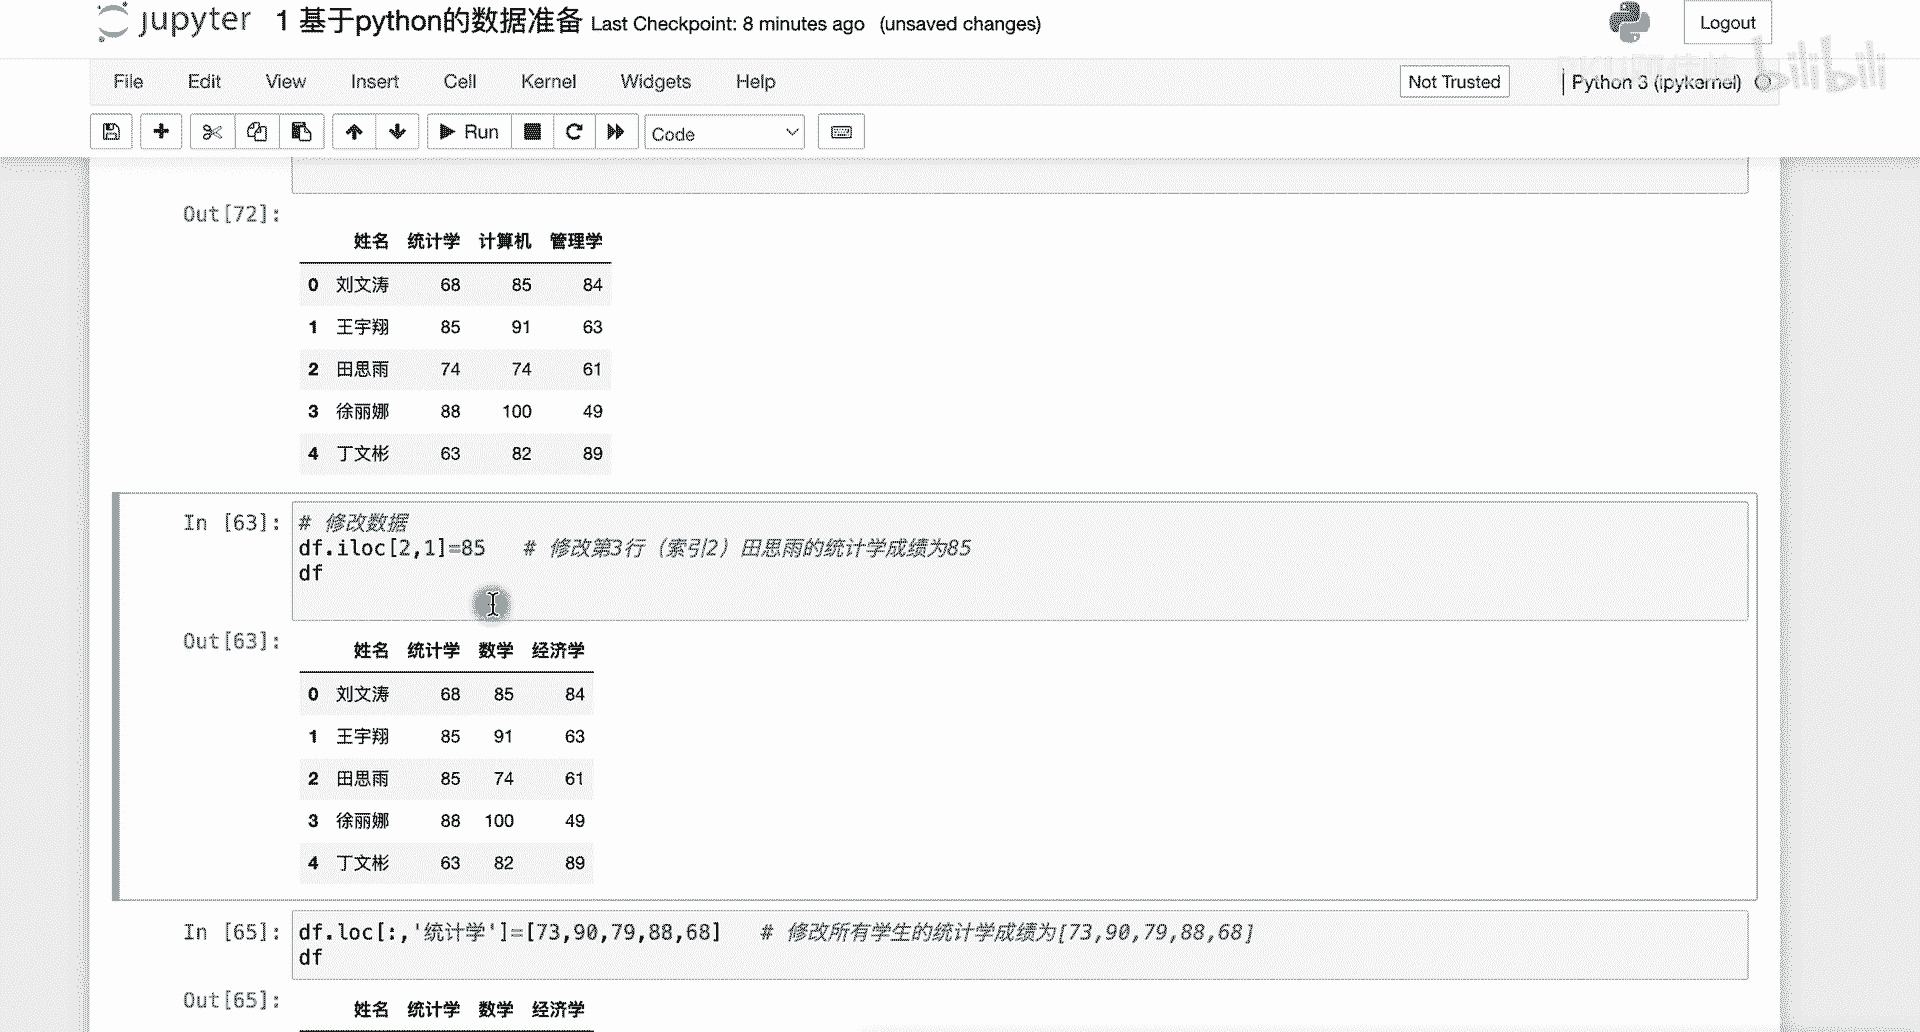 jupyter 1 基于python的数据准备 Last Checkpoint: 8 minutes ago (unsaved changes) Logout
File Edit View Insert Cell Kernel Widgets Help Not Trusted Python 3 (ipykernel)
bilibili
Run Code
Out[72]:
姓名 统计学 计算机 管理学
0 刘文涛 68 85 84
1 王宇翔 85 91 63
2 田思雨 74 74 61
3 徐丽娜 88 100 49
4 丁文彬 63 82 89
In [63]: # 修改数据
df.iloc[2,1]=85 # 修改第3行（索引2）田思雨的统计学成绩为85
df
Out[63]:
姓名 统计学 数学 经济学
0 刘文涛 68 85 84
1 王宇翔 85 91 63
2 田思雨 85 74 61
3 徐丽娜 88 100 49
4 丁文彬 63 82 89
In [65]: df.loc[:,'统计学']=[73,90,79,88,68] # 修改所有学生的统计学成绩为[73,90,79,88,68]
df
Out[65]:
姓名 统计学 数学 经济学